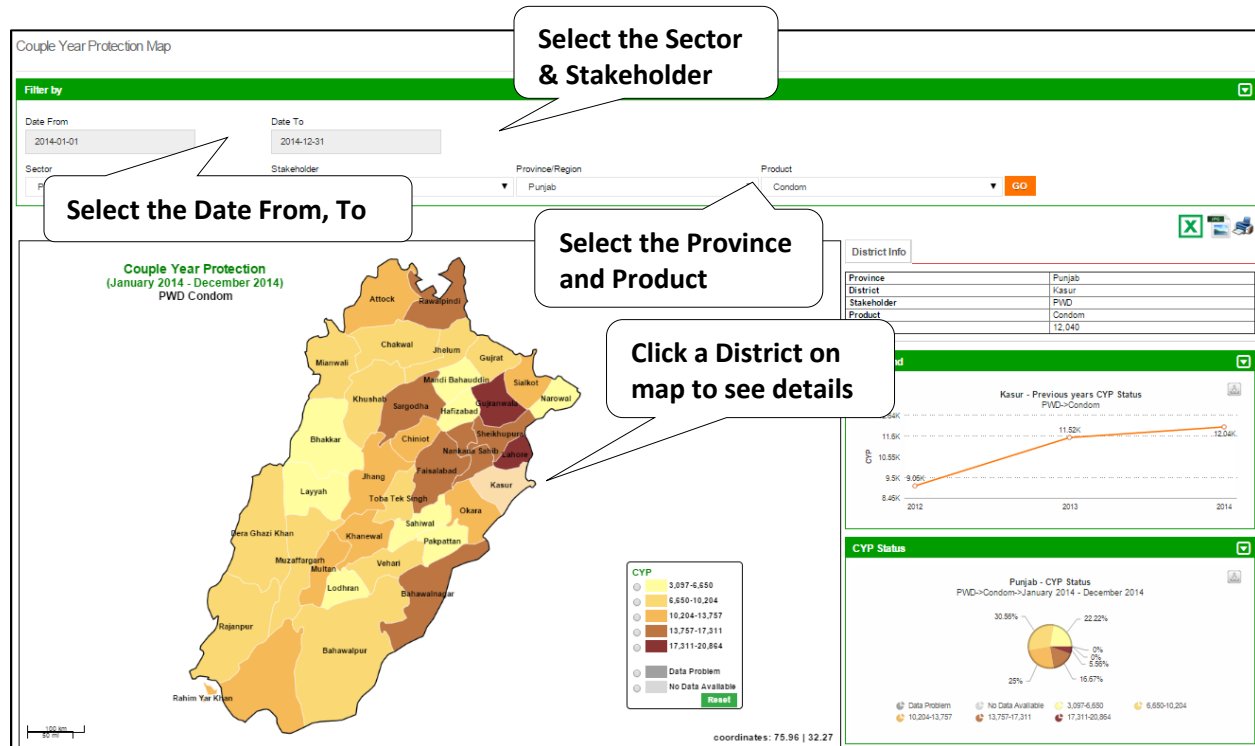 Couple Year Protection Map
Select the Sector
& Stakeholder
Filter by
Date From
Date To
2014-01-01
2014-12-31
Sector
Stakeholder
Province/Region
Product
P
Punjab
Condom
GO
Select the Date From, To
Select the Province
and Product
Couple Year Protection
(January 2014 - December 2014)
PWD Condom
District Info
Province
Punjab
District
Kasur
Stakeholder
PWD
Product
Condom
12,040
Click a District on
map to see details
Attock
Rawalpindi
Chakwal
Jhelum
Gujrat
Mianwali
Mandi Bahauddin
Sialkot
Khushab
Sargodha
Gujranwala
Narowal
Hafizabad
Bhakkar
Chiniot
Sheikhupura
Nankana Sahib
Lahore
Faisalabad
Jhang
Kasur
Layyah
Toba Tek Singh
Okara
Sahiwal
Dera Ghazi Khan
Khanewal
Pakpattan
Muzaffargarh
Multan
Vehari
Lodhran
Bahawalnagar
Rajanpur
Bahawalpur
Rahim Yar Khan
100 km
50 mi
CYP
3,097-6,650
6,650-10,204
10,204-13,757
13,757-17,311
17,311-20,864
Data Problem
No Data Available
Reset
coordinates: 75.96 | 32.27
Kasur - Previous years CYP Status
PWD->Condom
11.6K
10.55K
9.5K
8.45K
CYP
9.05K
11.52K
12.04K
2012
2013
2014
CYP Status
Punjab - CYP Status
PWD->Condom->January 2014 - December 2014
30.56%
22.22%
0%
0%
5.56%
16.67%
25%
Data Problem
No Data Available
3,097-6,650
6,650-10,204
10,204-13,757
13,757-17,311
17,311-20,864